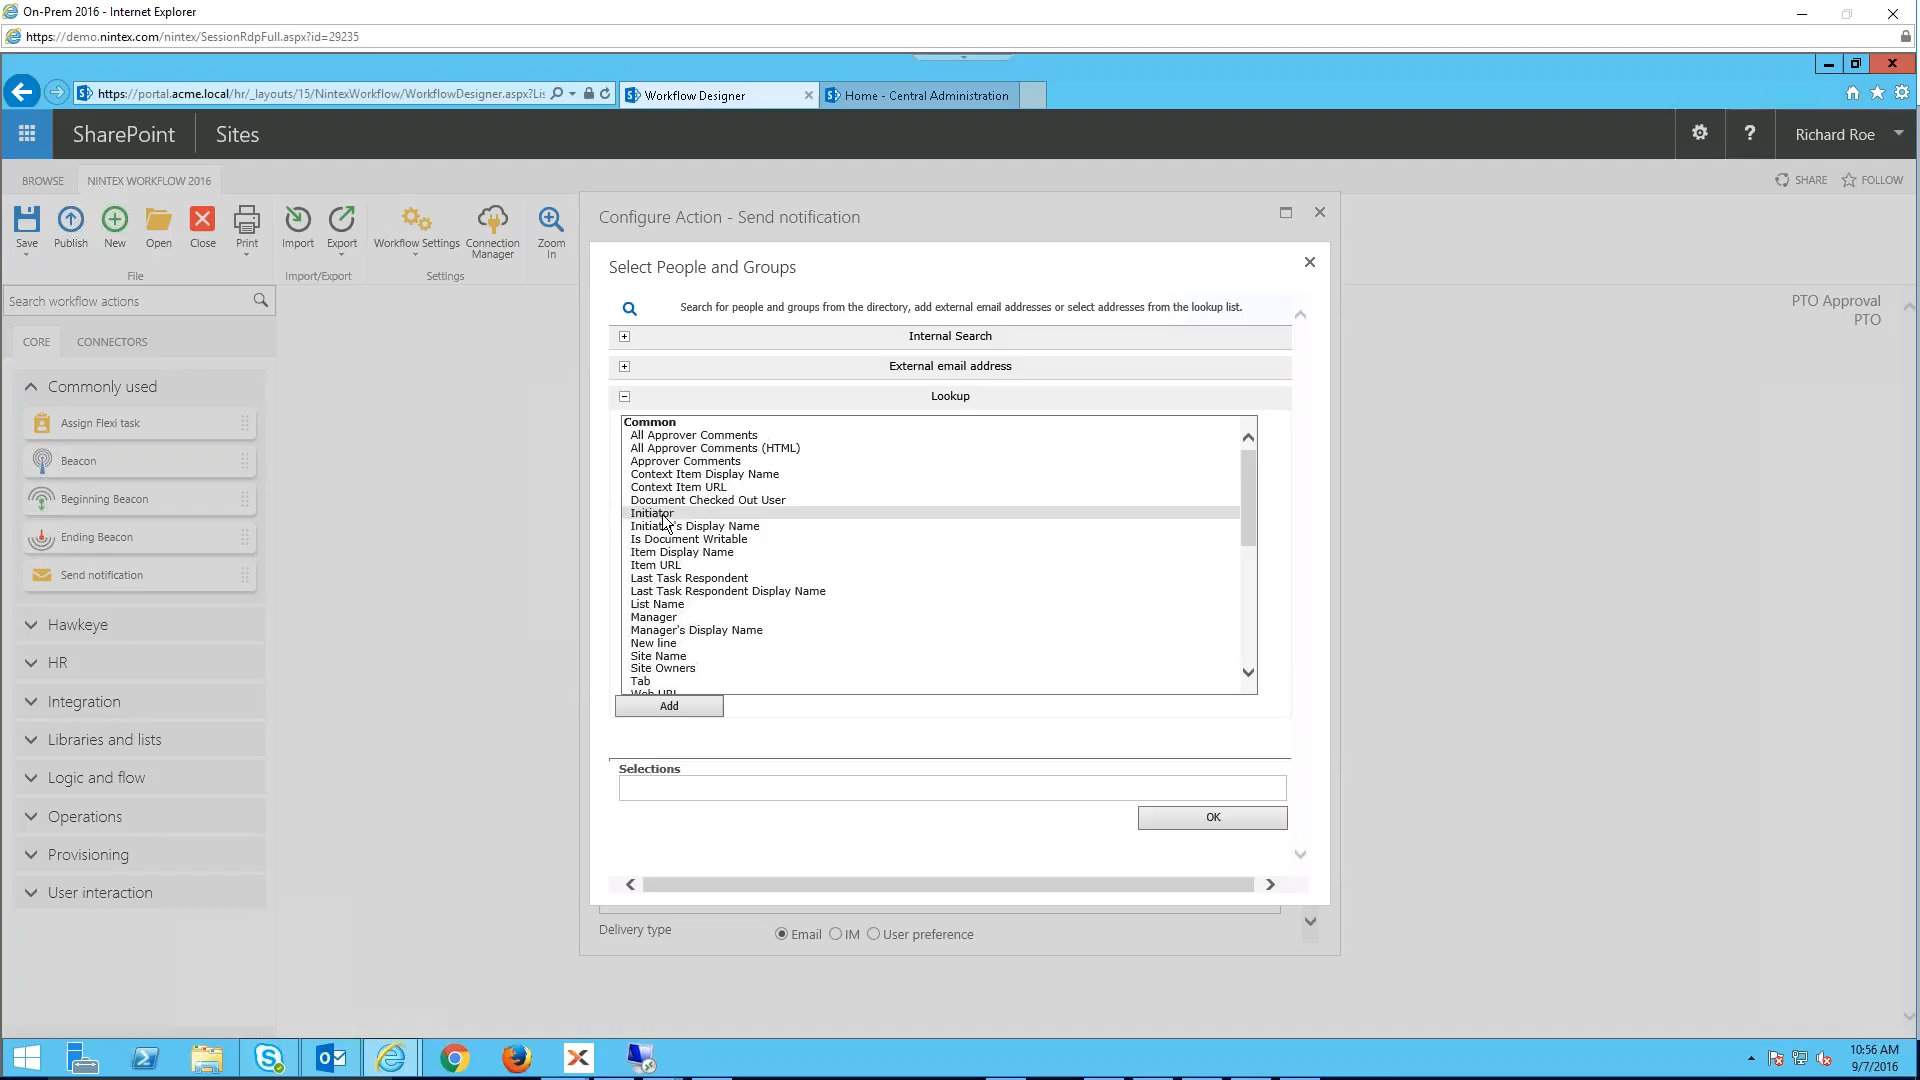 On-Prem 2016 - Internet Explorer
https://demo.nintex.com/nintex/SessionRdpFull.aspx?id=29235
https://portal.acme.local/hr/_layouts/15/NintexWorkflow/WorkflowDesigner.aspx?Lis
Workflow Designer
Home - Central Administration
SharePoint
Sites
?
Richard Roe
BROWSE
NINTEX WORKFLOW 2016
SHARE
FOLLOW
Save
Publish
New
Open
Close
Print
Import
Export
Workflow Settings
Connection Manager
Zoom In
File
Import/Export
Settings
Search workflow actions
CORE
CONNECTORS
Commonly used
Assign Flexi task
Beacon
Beginning Beacon
Ending Beacon
Send notification
Hawkeye
HR
Integration
Libraries and lists
Logic and flow
Operations
Provisioning
User interaction
PTO Approval
PTO
Configure Action - Send notification
Select People and Groups
Search for people and groups from the directory, add external email addresses or select addresses from the lookup list.
Internal Search
External email address
Lookup
Common
All Approver Comments
All Approver Comments (HTML)
Approver Comments
Context Item Display Name
Context Item URL
Document Checked Out User
Initiator
Initiator's Display Name
Is Document Writable
Item Display Name
Item URL
Last Task Respondent
Last Task Respondent Display Name
List Name
Manager
Manager's Display Name
New line
Site Name
Site Owners
Tab
Web URL
Add
Selections
OK
Delivery type
Email
IM
User preference
10:56 AM
9/7/2016